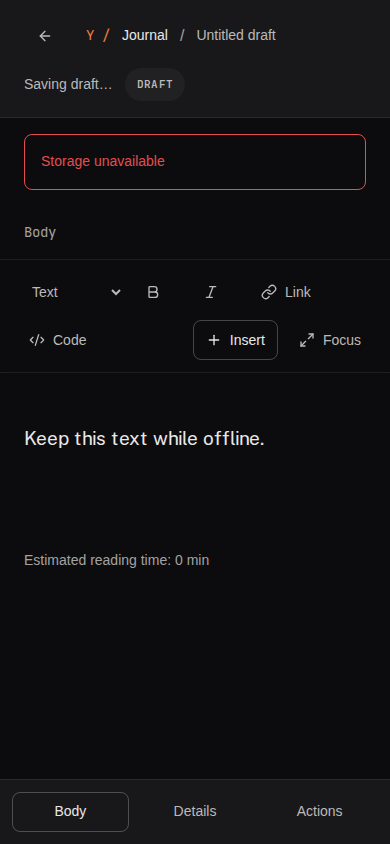 Y / Journal / Untitled draft
Saving draft… DRAFT
Storage unavailable
Body
Text B I Link
Code Insert Focus
Keep this text while offline.
Estimated reading time: 0 min
Body Details Actions